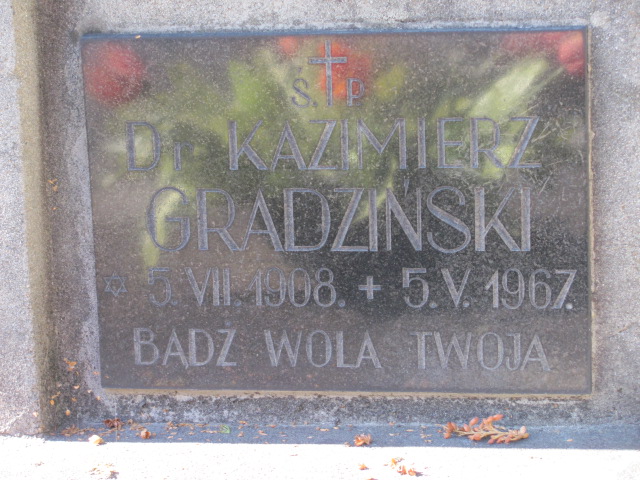 Ś.†P.
Dr KAZIMIERZ
GRADZIŃSKI
✡ 5.VII.1908. + 5.V.1967.
BĄDŹ WOLA TWOJA